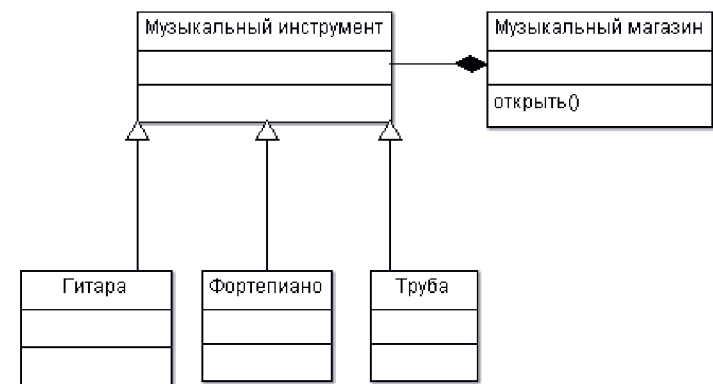 Музыкальный инструмент
Музыкальный магазин
открыть()
Гитара
Фортепиано
Труба